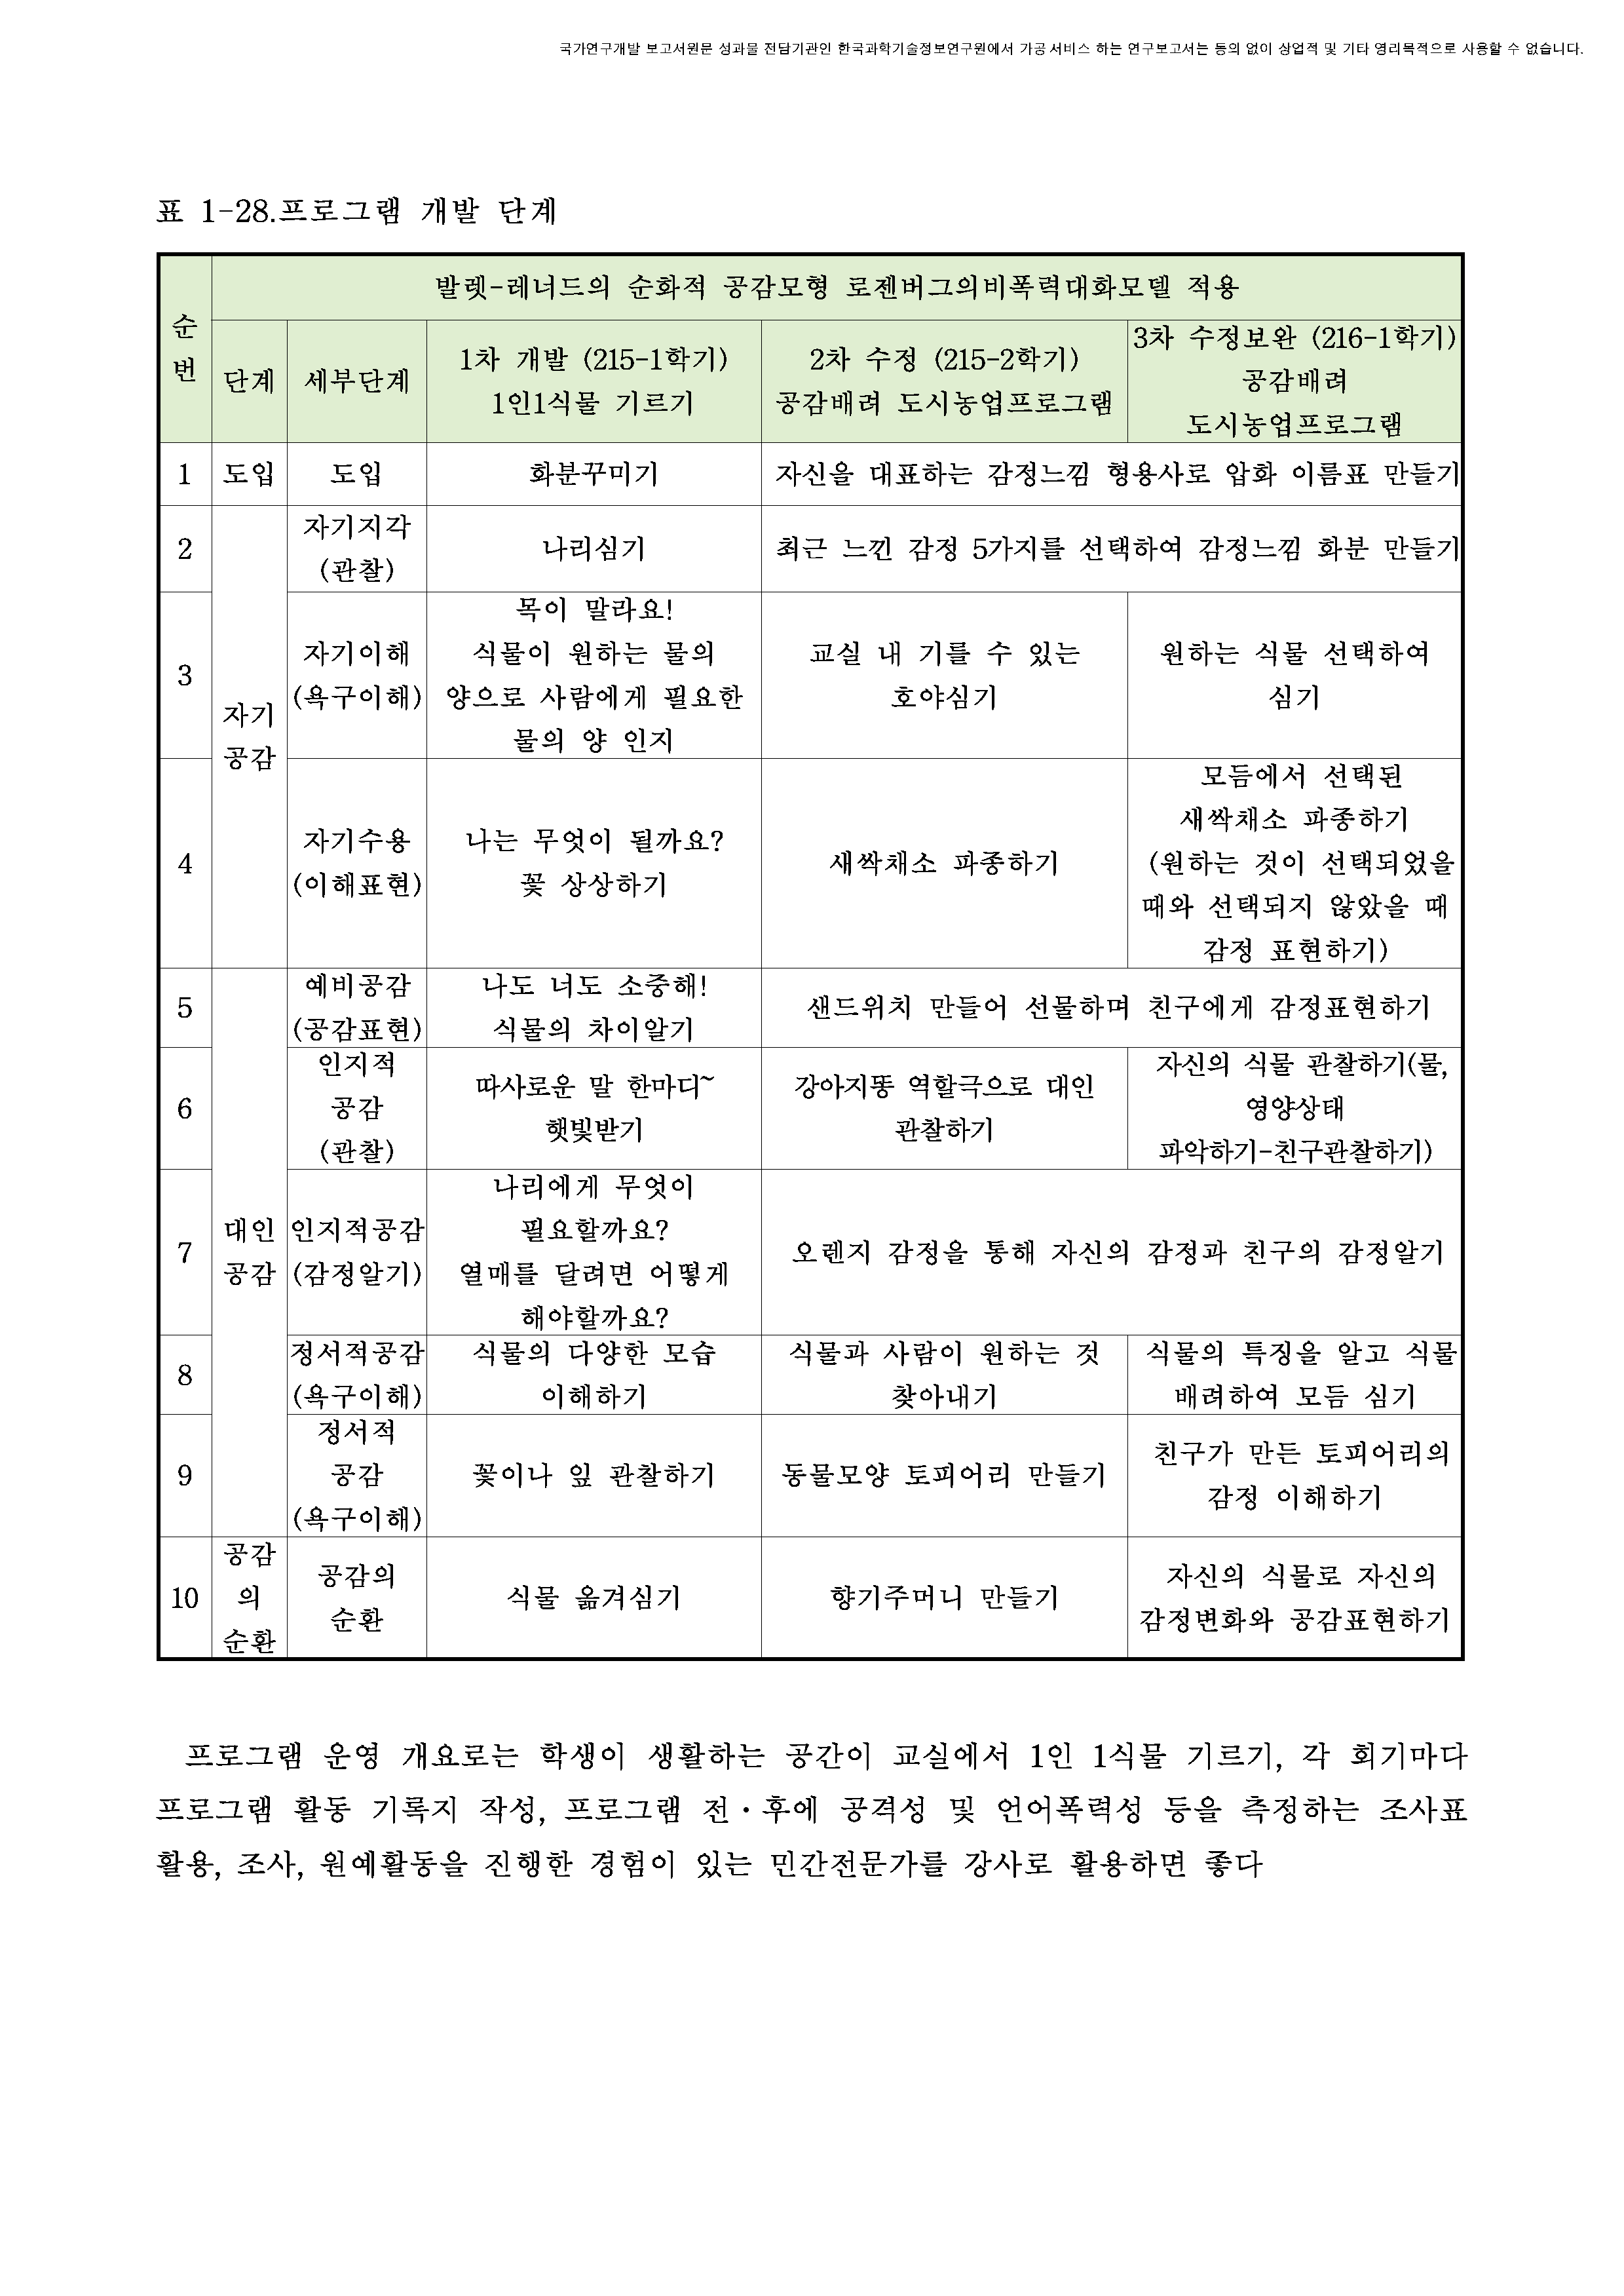 국가연구개발 보고서원문 성과물 전담기관인 한국과학기술정보연구원에서 가공·서비스 하는 연구보고서는 동의 없이 상업적 및 기타 영리목적으로 사용할 수 없습니다.
표 1-28.프로그램 개발 단계
순
번
발렛-레너드의 순화적 공감모형 로젠버그의비폭력대화모델 적용
단계
세부단계
1차 개발 (215-1학기)
1인1식물 기르기
2차 수정 (215-2학기)
공감배려 도시농업프로그램
3차 수정보완 (216-1학기)
공감배려
도시농업프로그램
1
도입
도입
화분꾸미기
자신을 대표하는 감정느낌 형용사로 압화 이름표 만들기
2
자기
공감
자기지각
(관찰)
나리심기
최근 느낀 감정 5가지를 선택하여 감정느낌 화분 만들기
3
자기이해
(욕구이해)
목이 말라요!
식물이 원하는 물의
양으로 사람에게 필요한
물의 양 인지
교실 내 기를 수 있는
호야심기
원하는 식물 선택하여
심기
4
자기수용
(이해표현)
나는 무엇이 될까요?
꽃 상상하기
새싹채소 파종하기
모듬에서 선택된
새싹채소 파종하기
(원하는 것이 선택되었을
때와 선택되지 않았을 때
감정 표현하기)
5
대인
공감
예비공감
(공감표현)
나도 너도 소중해!
식물의 차이알기
샌드위치 만들어 선물하며 친구에게 감정표현하기
6
인지적
공감
(관찰)
따사로운 말 한마디~
햇빛받기
강아지똥 역할극으로 대인
관찰하기
자신의 식물 관찰하기(물,
영양상태
파악하기-친구관찰하기)
7
인지적공감
(감정알기)
나리에게 무엇이
필요할까요?
열매를 달려면 어떻게
해야할까요?
오렌지 감정을 통해 자신의 감정과 친구의 감정알기
8
정서적공감
(욕구이해)
식물의 다양한 모습
이해하기
식물과 사람이 원하는 것
찾아내기
식물의 특징을 알고 식물
배려하여 모듬 심기
9
정서적
공감
(욕구이해)
꽃이나 잎 관찰하기
동물모양 토피어리 만들기
친구가 만든 토피어리의
감정 이해하기
10
공감
의
순환
공감의
순환
식물 옮겨심기
향기주머니 만들기
자신의 식물로 자신의
감정변화와 공감표현하기
프로그램 운영 개요로는 학생이 생활하는 공간이 교실에서 1인 1식물 기르기, 각 회기마다
프로그램 활동 기록지 작성, 프로그램 전·후에 공격성 및 언어폭력성 등을 측정하는 조사표
활용, 조사, 원예활동을 진행한 경험이 있는 민간전문가를 강사로 활용하면 좋다